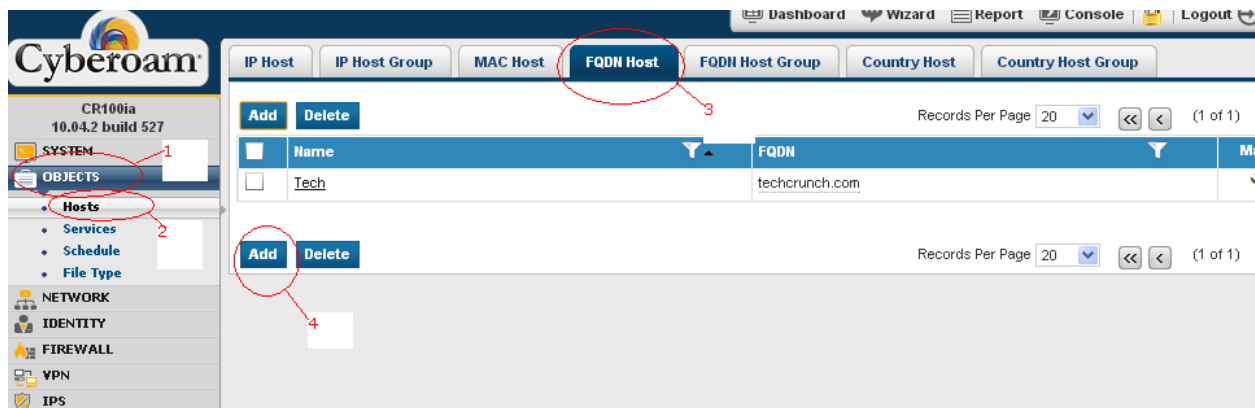 Dashboard Wizard Report Console Logout
Cyberoam
IP Host IP Host Group MAC Host FQDN Host FQDN Host Group Country Host Country Host Group
CR100ia
10.04.2 build 527
3
Add Delete Records Per Page 20 (1 of 1)
SYSTEM 1
Name FQDN
OBJECTS
Tech techcrunch.com
Hosts
2
Services
Schedule
Add Delete Records Per Page 20 (1 of 1)
File Type
NETWORK
4
IDENTITY
FIREWALL
VPN
IPS